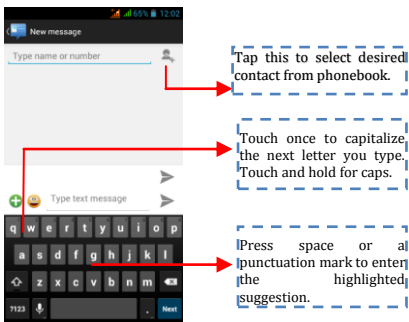 65% 12:02
New message
Type name or number
Tap this to select desired
contact from phonebook.
Touch once to capitalize
the next letter you type.
Touch and hold for caps.
Type text message
q w e r t y u i o p
a s d f g h j k l
z x c v b n m
?123 . Next
Press space or a
punctuation mark to enter
the highlighted
suggestion.